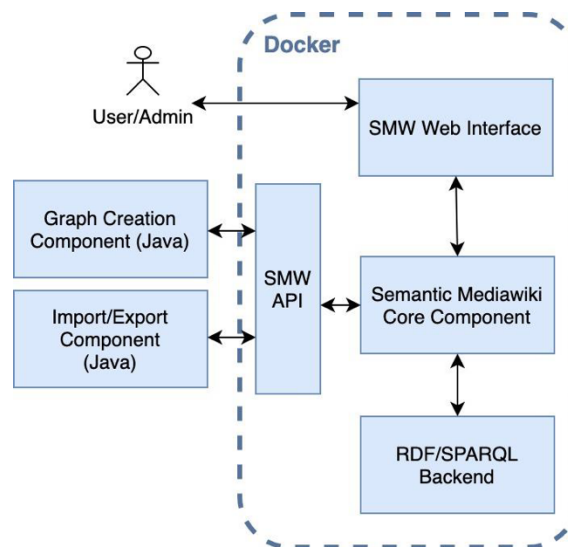 Docker
User/Admin
SMW Web Interface
Graph Creation
Component (Java)
SMW
API
Semantic Mediawiki
Core Component
Import/Export
Component
(Java)
RDF/SPARQL
Backend